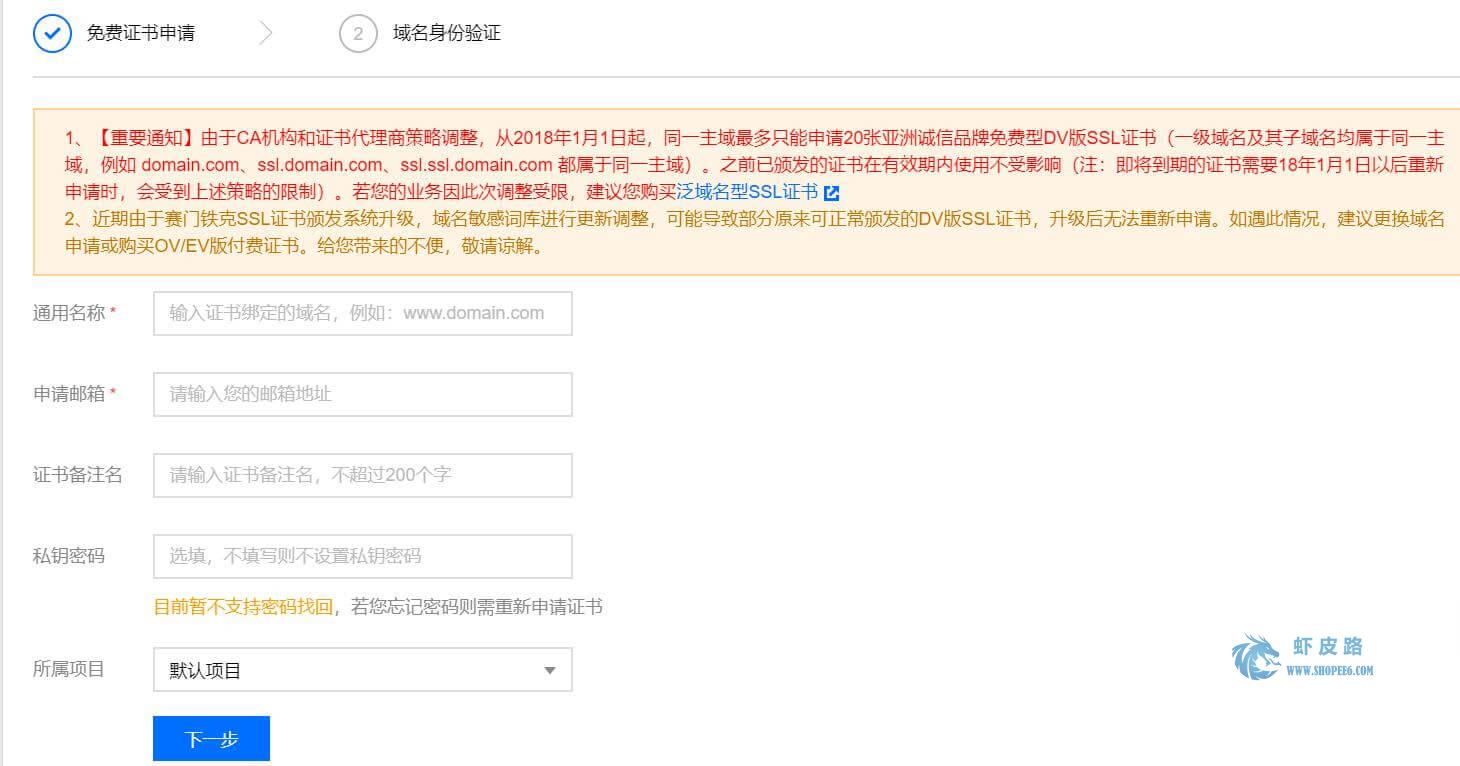 免费证书申请
2 域名身份验证
1、【重要通知】由于CA机构和证书代理商策略调整，从2018年1月1日起，同一主域最多只能申请20张亚洲诚信品牌免费型DV版SSL证书（一级域名及其子域名均属于同一主
域，例如 domain.com、ssl.domain.com、ssl.ssl.domain.com 都属于同一主域）。之前已颁发的证书在有效期内使用不受影响（注：即将到期的证书需要18年1月1日以后重新
申请时，会受到上述策略的限制）。若您的业务因此次调整受限，建议您购买泛域名型SSL证书
2、近期由于赛门铁克SSL证书颁发系统升级，域名敏感词库进行更新调整，可能导致部分原来可正常颁发的DV版SSL证书，升级后无法重新申请。如遇此情况，建议更换域名
申请或购买OV/EV版付费证书。给您带来的不便，敬请谅解。
通用名称* 输入证书绑定的域名，例如：www.domain.com
申请邮箱* 请输入您的邮箱地址
证书备注名 请输入证书备注名，不超过200个字
私钥密码 选填，不填写则不设置私钥密码
目前暂不支持密码找回，若您忘记密码则需重新申请证书
所属项目 默认项目
虾皮路
WWW.SHOPEE6.COM
下一步